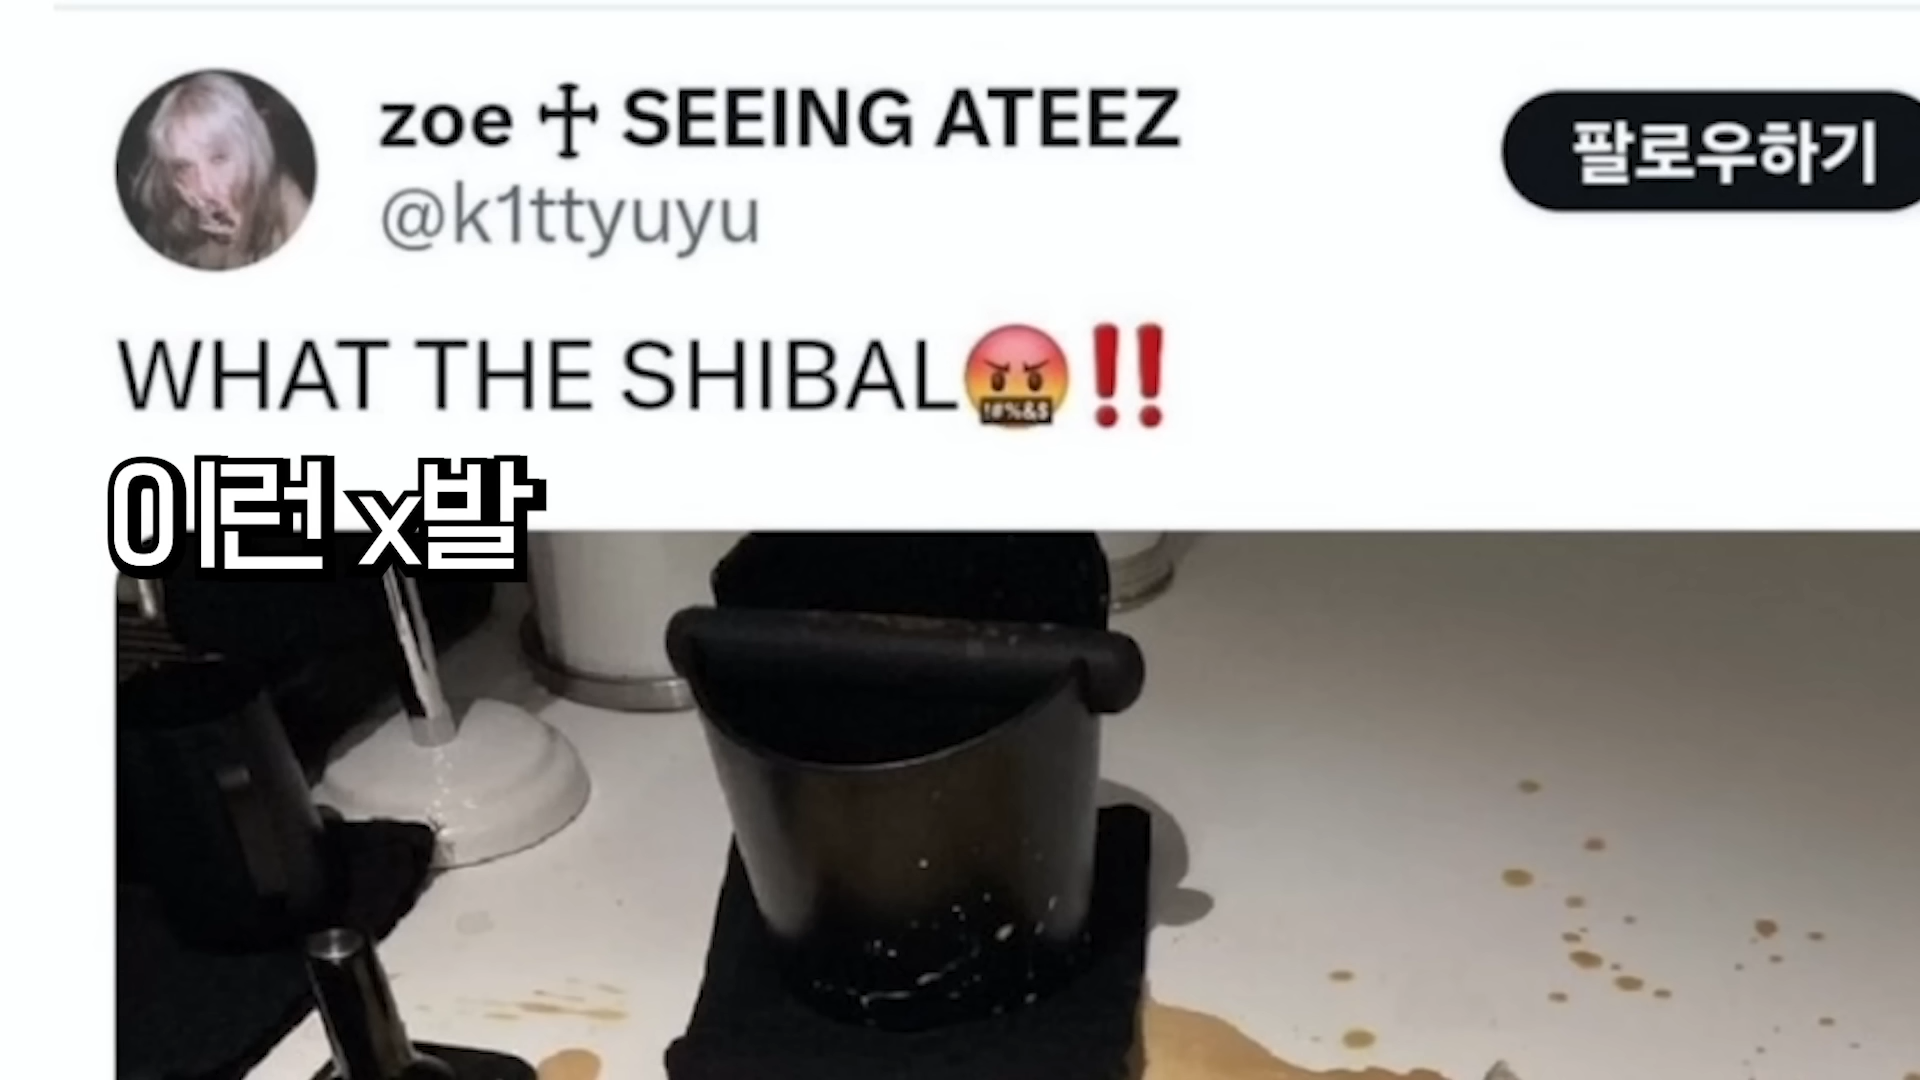 zoe ♱ SEEING ATEEZ
팔로우하기
@k1ttyuyu
WHAT THE SHIBAL🤬‼️
이런 x발